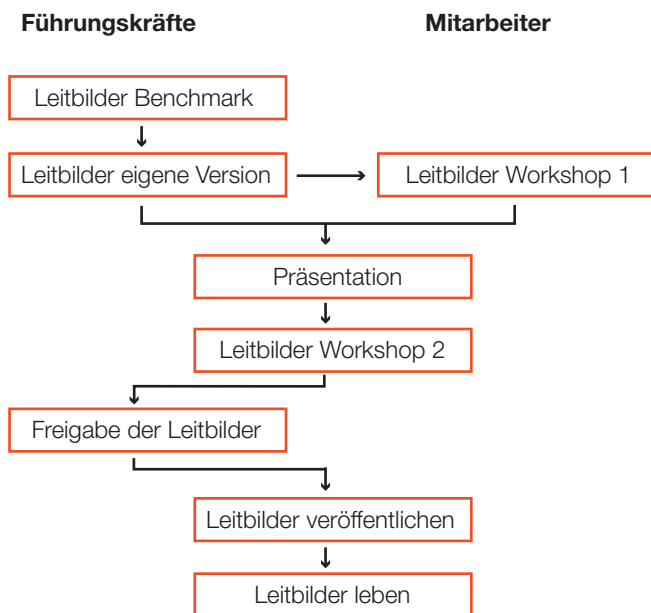 Führungskräfte
Mitarbeiter
Leitbilder Benchmark
Leitbilder eigene Version
Leitbilder Workshop 1
Präsentation
Leitbilder Workshop 2
Freigabe der Leitbilder
Leitbilder veröffentlichen
Leitbilder leben